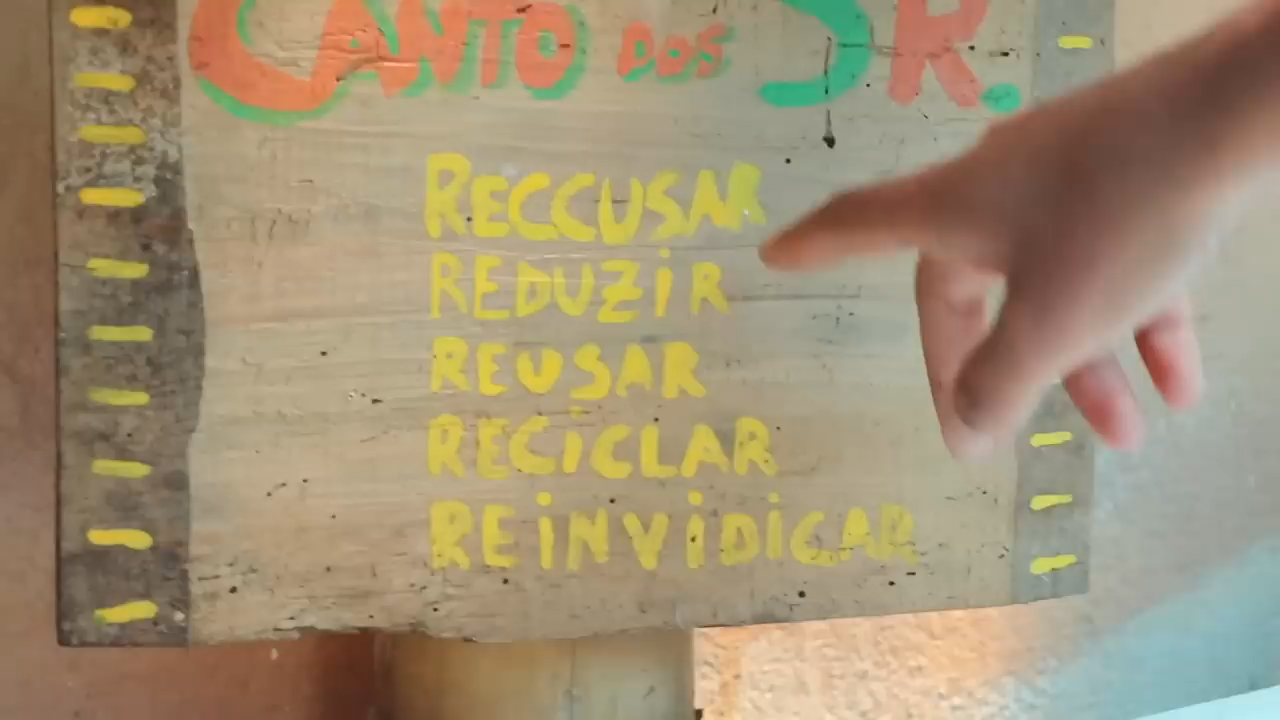 CANTO DOS 5R.
RECCUSAR
REDUZIR
REUSAR
RECICLAR
REINVIDICAR